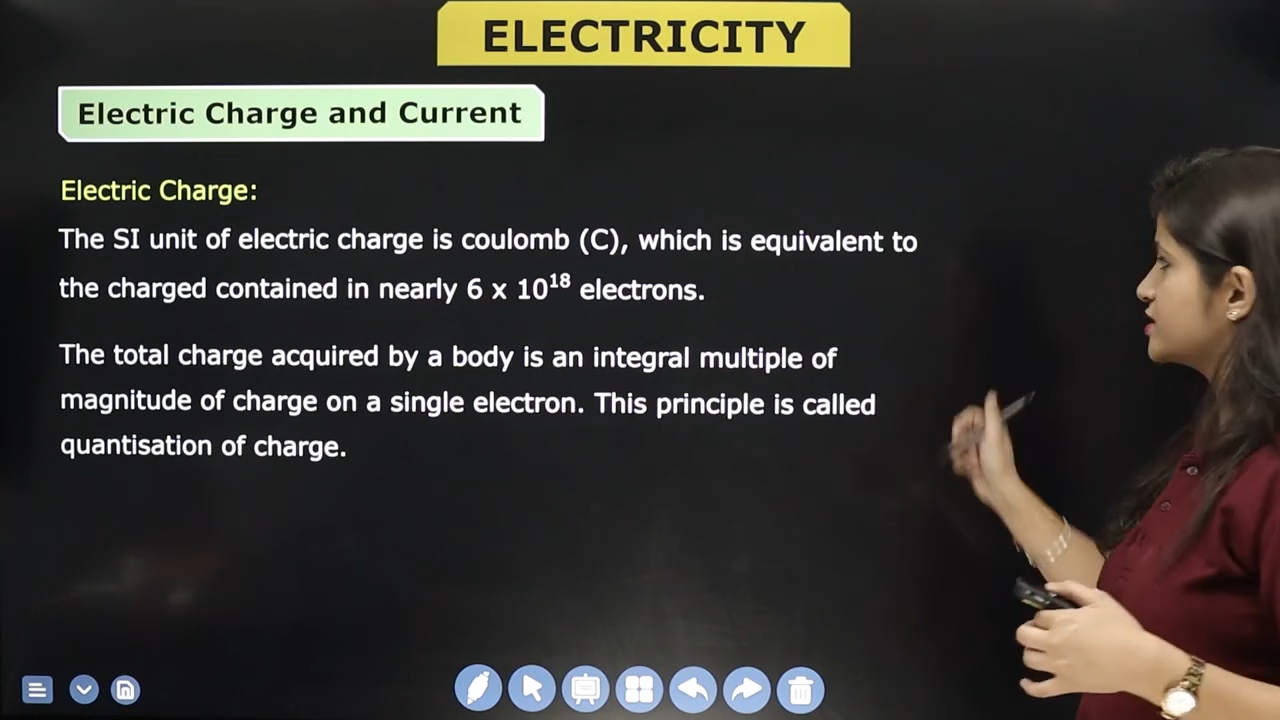 ELECTRICITY
Electric Charge and Current
Electric Charge:
The SI unit of electric charge is coulomb (C), which is equivalent to
the charged contained in nearly 6 x 10¹⁸ electrons.
The total charge acquired by a body is an integral multiple of
magnitude of charge on a single electron. This principle is called
quantisation of charge.